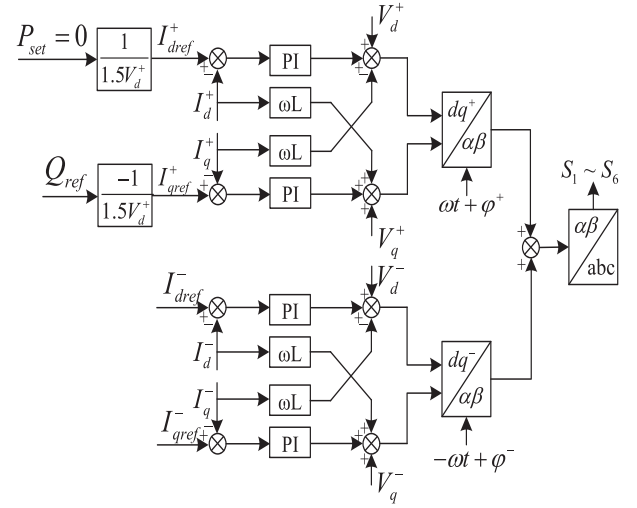 V_d^+
P_set = 0
1
1.5V_d^+
I_dref^+
PI
I_d^+
ωL
dq^+
αβ
I_q^+
ωL
Q_ref
-1
1.5V_d^+
I_qref^+
PI
ωt + φ^+
S_1 ~ S_6
V_q^+
αβ
abc
V_d^-
I_dref^-
PI
I_d^-
ωL
dq^-
αβ
I_q^-
ωL
I_qref^-
PI
-ωt + φ^-
V_q^-